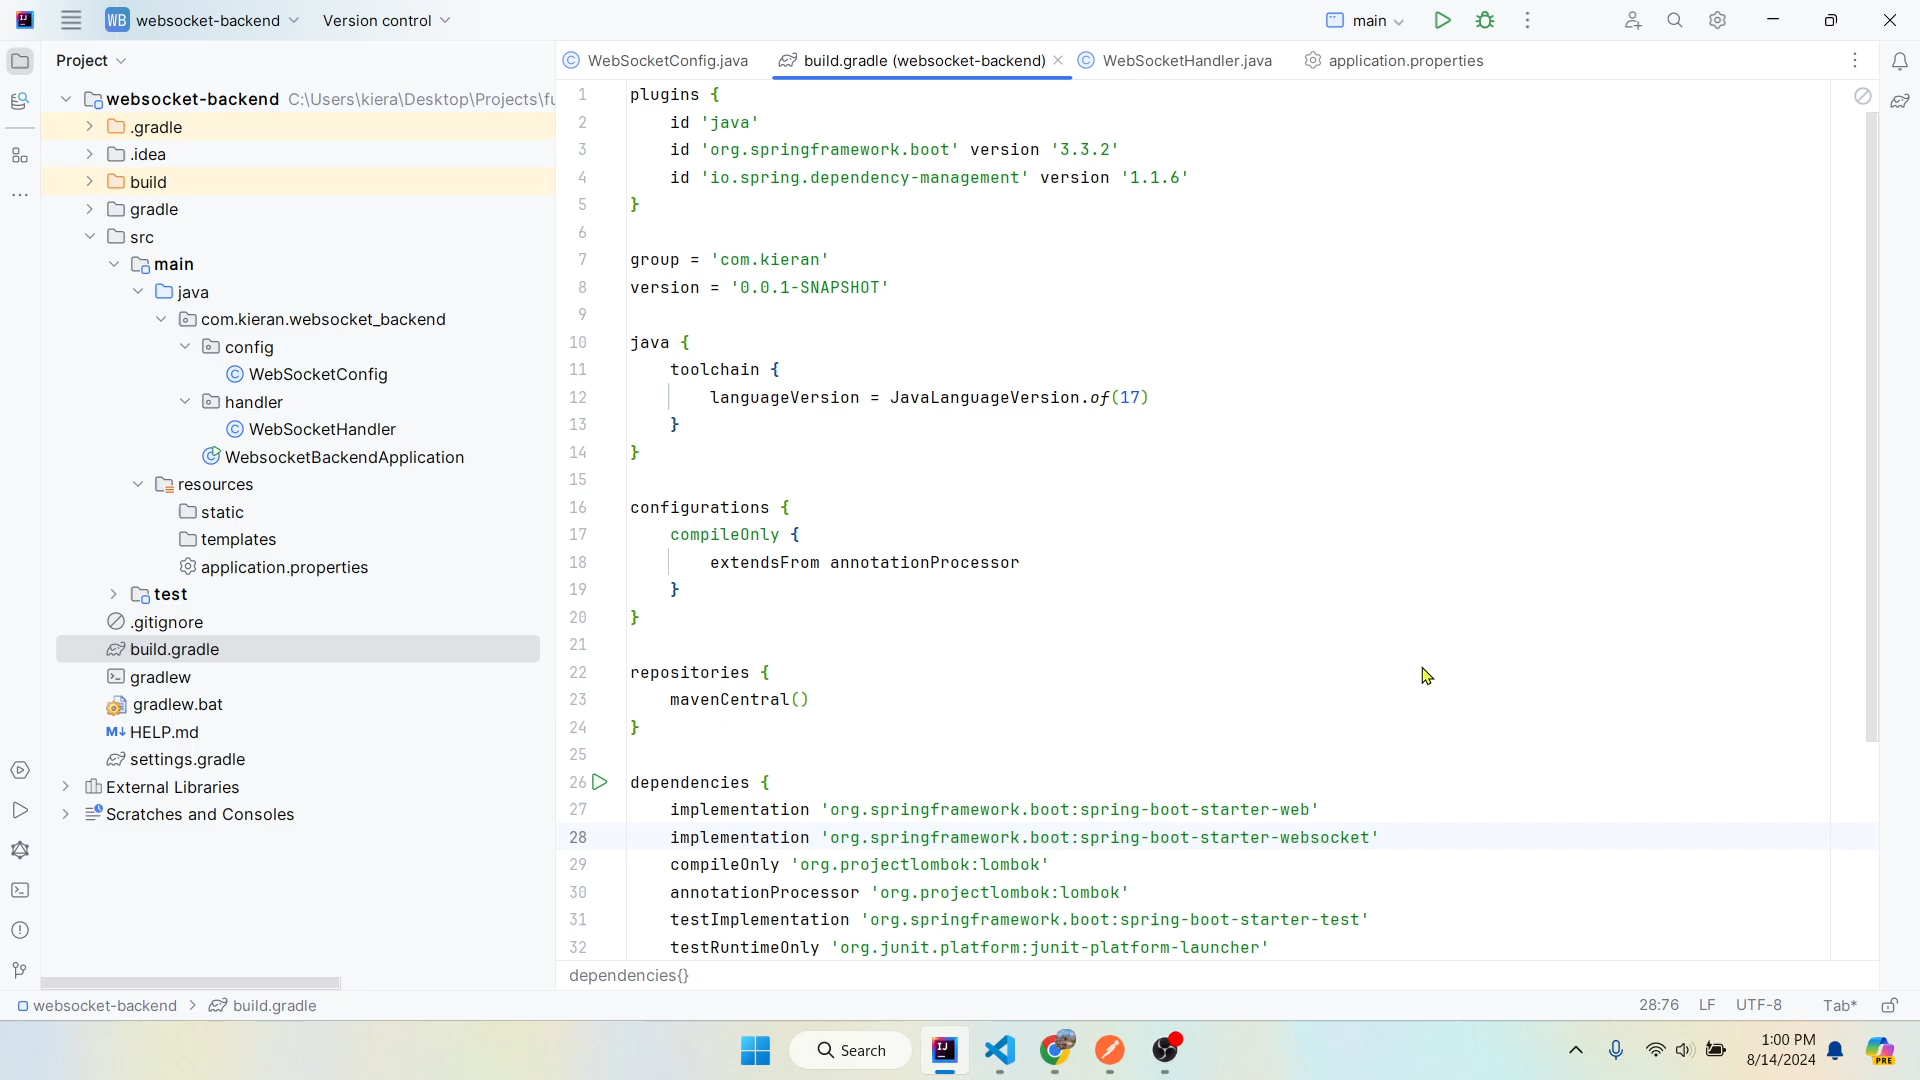 WB websocket-backend Version control main
Project
WebSocketConfig.java build.gradle (websocket-backend) WebSocketHandler.java application.properties
websocket-backend C:\Users\kiera\Desktop\Projects\fu
.gradle
.idea
build
gradle
src
main
java
com.kieran.websocket_backend
config
WebSocketConfig
handler
WebSocketHandler
WebsocketBackendApplication
resources
static
templates
application.properties
test
.gitignore
build.gradle
gradlew
gradlew.bat
HELP.md
settings.gradle
External Libraries
Scratches and Consoles
1 plugins {
2 id 'java'
3 id 'org.springframework.boot' version '3.3.2'
4 id 'io.spring.dependency-management' version '1.1.6'
5 }
6
7 group = 'com.kieran'
8 version = '0.0.1-SNAPSHOT'
9
10 java {
11 toolchain {
12 languageVersion = JavaLanguageVersion.of(17)
13 }
14 }
15
16 configurations {
17 compileOnly {
18 extendsFrom annotationProcessor
19 }
20 }
21
22 repositories {
23 mavenCentral()
24 }
25
26 dependencies {
27 implementation 'org.springframework.boot:spring-boot-starter-web'
28 implementation 'org.springframework.boot:spring-boot-starter-websocket'
29 compileOnly 'org.projectlombok:lombok'
30 annotationProcessor 'org.projectlombok:lombok'
31 testImplementation 'org.springframework.boot:spring-boot-starter-test'
32 testRuntimeOnly 'org.junit.platform:junit-platform-launcher'
dependencies{}
websocket-backend > build.gradle 28:76 LF UTF-8 Tab*
Search
1:00 PM
8/14/2024
PRE